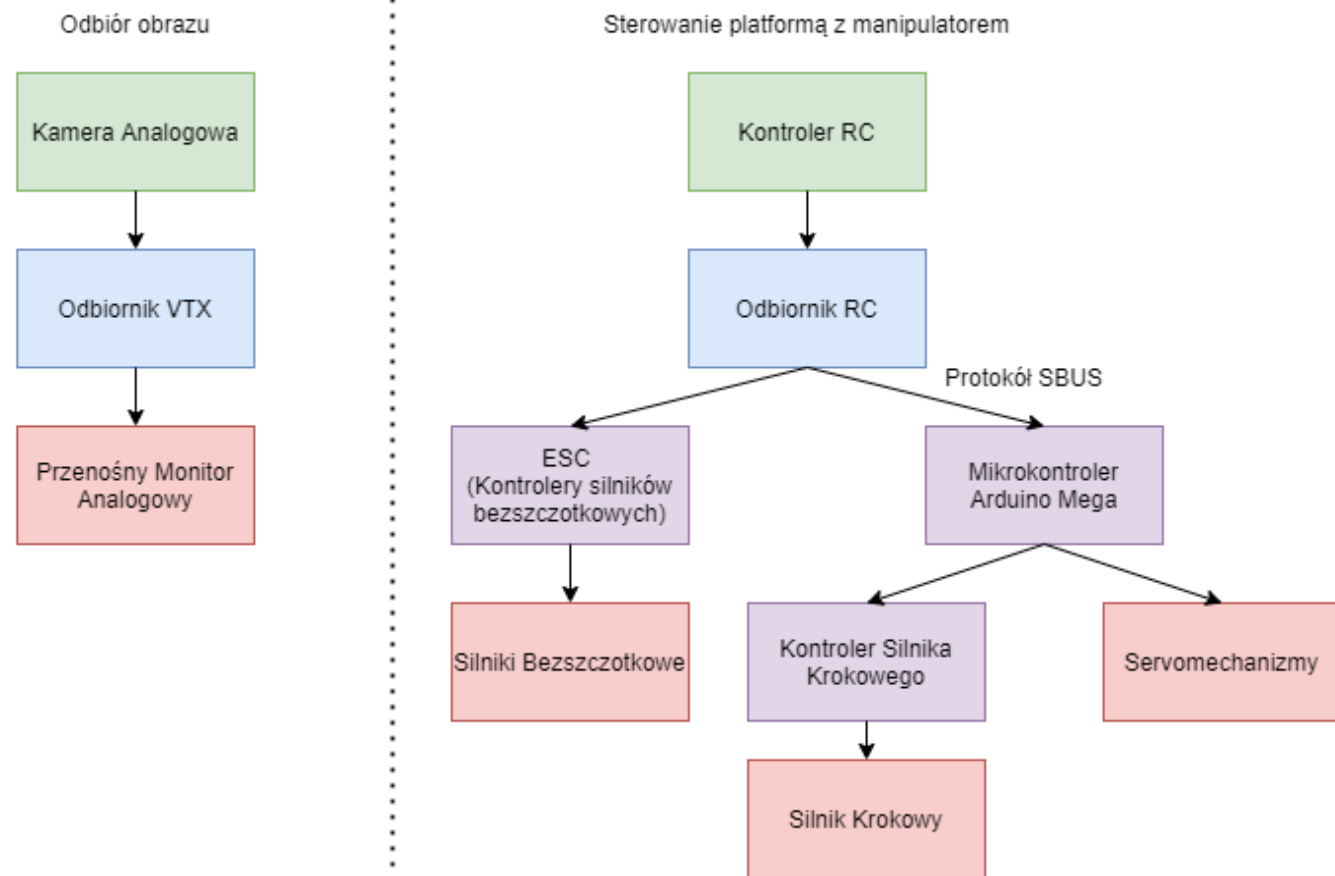 Odbiór obrazu
Sterowanie platformą z manipulatorem
Kamera Analogowa
Kontroler RC
Odbiornik VTX
Odbiornik RC
Protokół SBUS
Przenośny Monitor
Analogowy
ESC
(Kontrolery silników
bezszczotkowych)
Mikrokontroler
Arduino Mega
Silniki Bezszczotkowe
Kontroler Silnika
Krokowego
Servomechanizmy
Silnik Krokowy